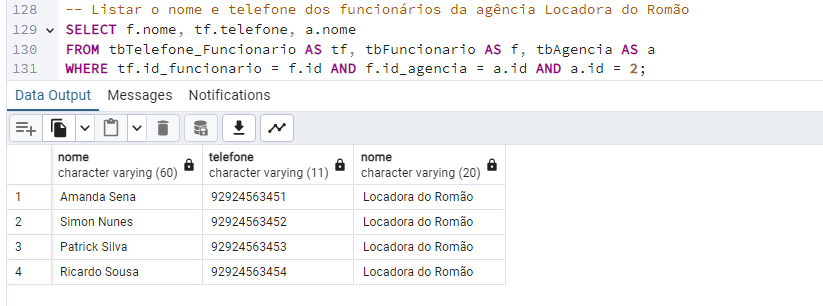 128 -- Listar o nome e telefone dos funcionários da agência Locadora do Romão
129 SELECT f.nome, tf.telefone, a.nome
130 FROM tbTelefone_Funcionario AS tf, tbFuncionario AS f, tbAgencia AS a
131 WHERE tf.id_funcionario = f.id AND f.id_agencia = a.id AND a.id = 2;
Data Output Messages Notifications
nome telefone nome
character varying (60) character varying (11) character varying (20)
1 Amanda Sena 92924563451 Locadora do Romão
2 Simon Nunes 92924563452 Locadora do Romão
3 Patrick Silva 92924563453 Locadora do Romão
4 Ricardo Sousa 92924563454 Locadora do Romão